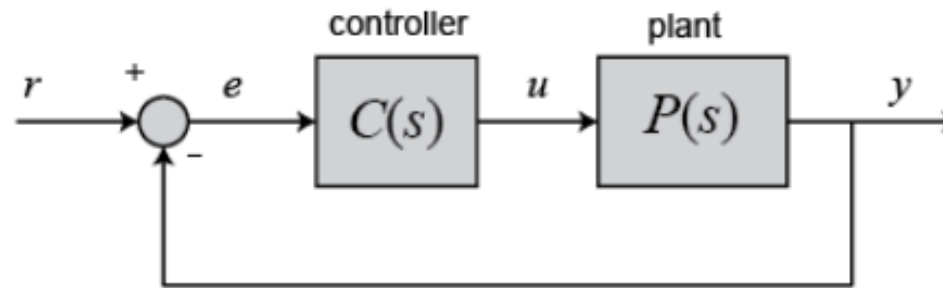 controller plant
r + e C(s) u P(s) y
−